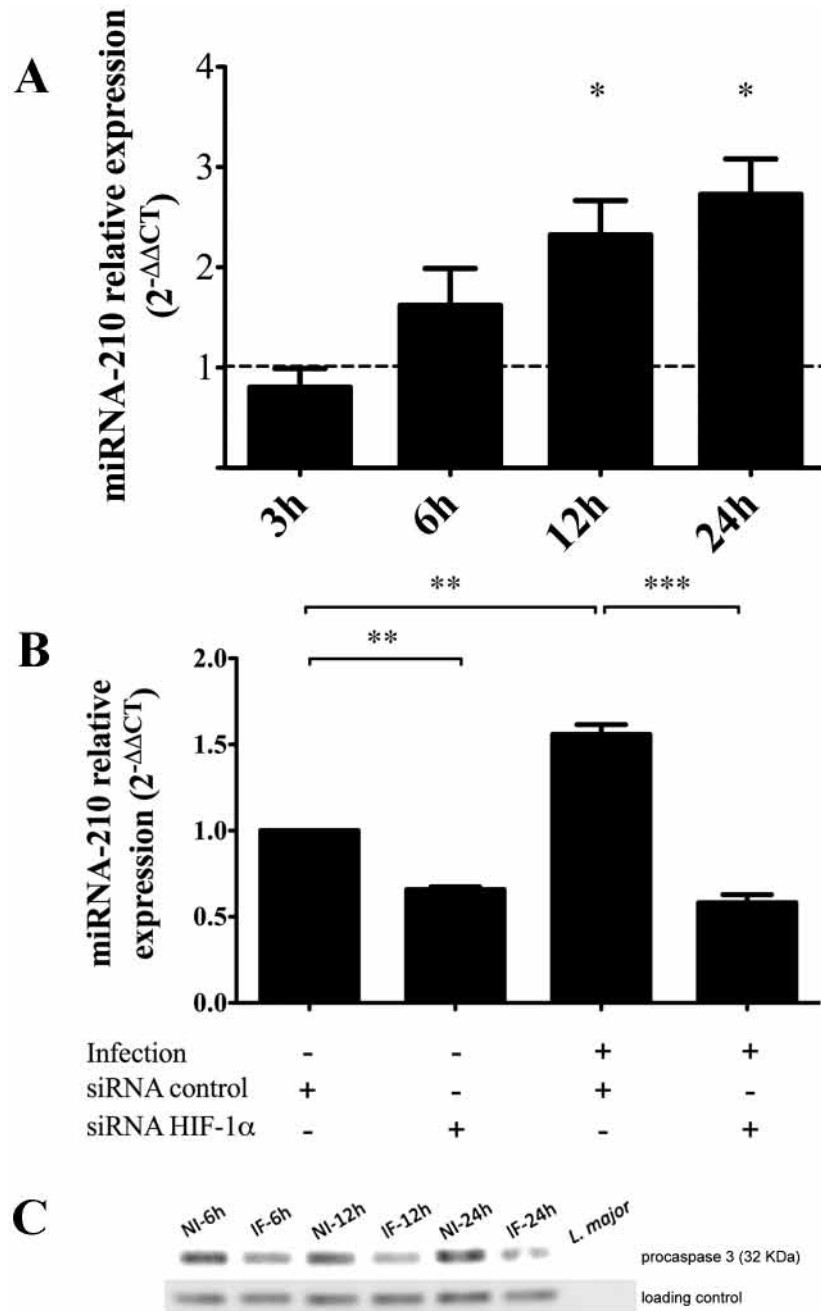 A
miRNA-210 relative expression
(2-ΔΔCT)
4
3
2
1
* *
3h 6h 12h 24h
B
** ***
**
miRNA-210 relative
expression (2-ΔΔCT)
2.0
1.5
1.0
0.5
0.0
Infection - - + +
siRNA control + - + -
siRNA HIF-1α - + - +
C
NI-6h IF-6h NI-12h IF-12h NI-24h IF-24h L. major
procaspase 3 (32 KDa)
loading control